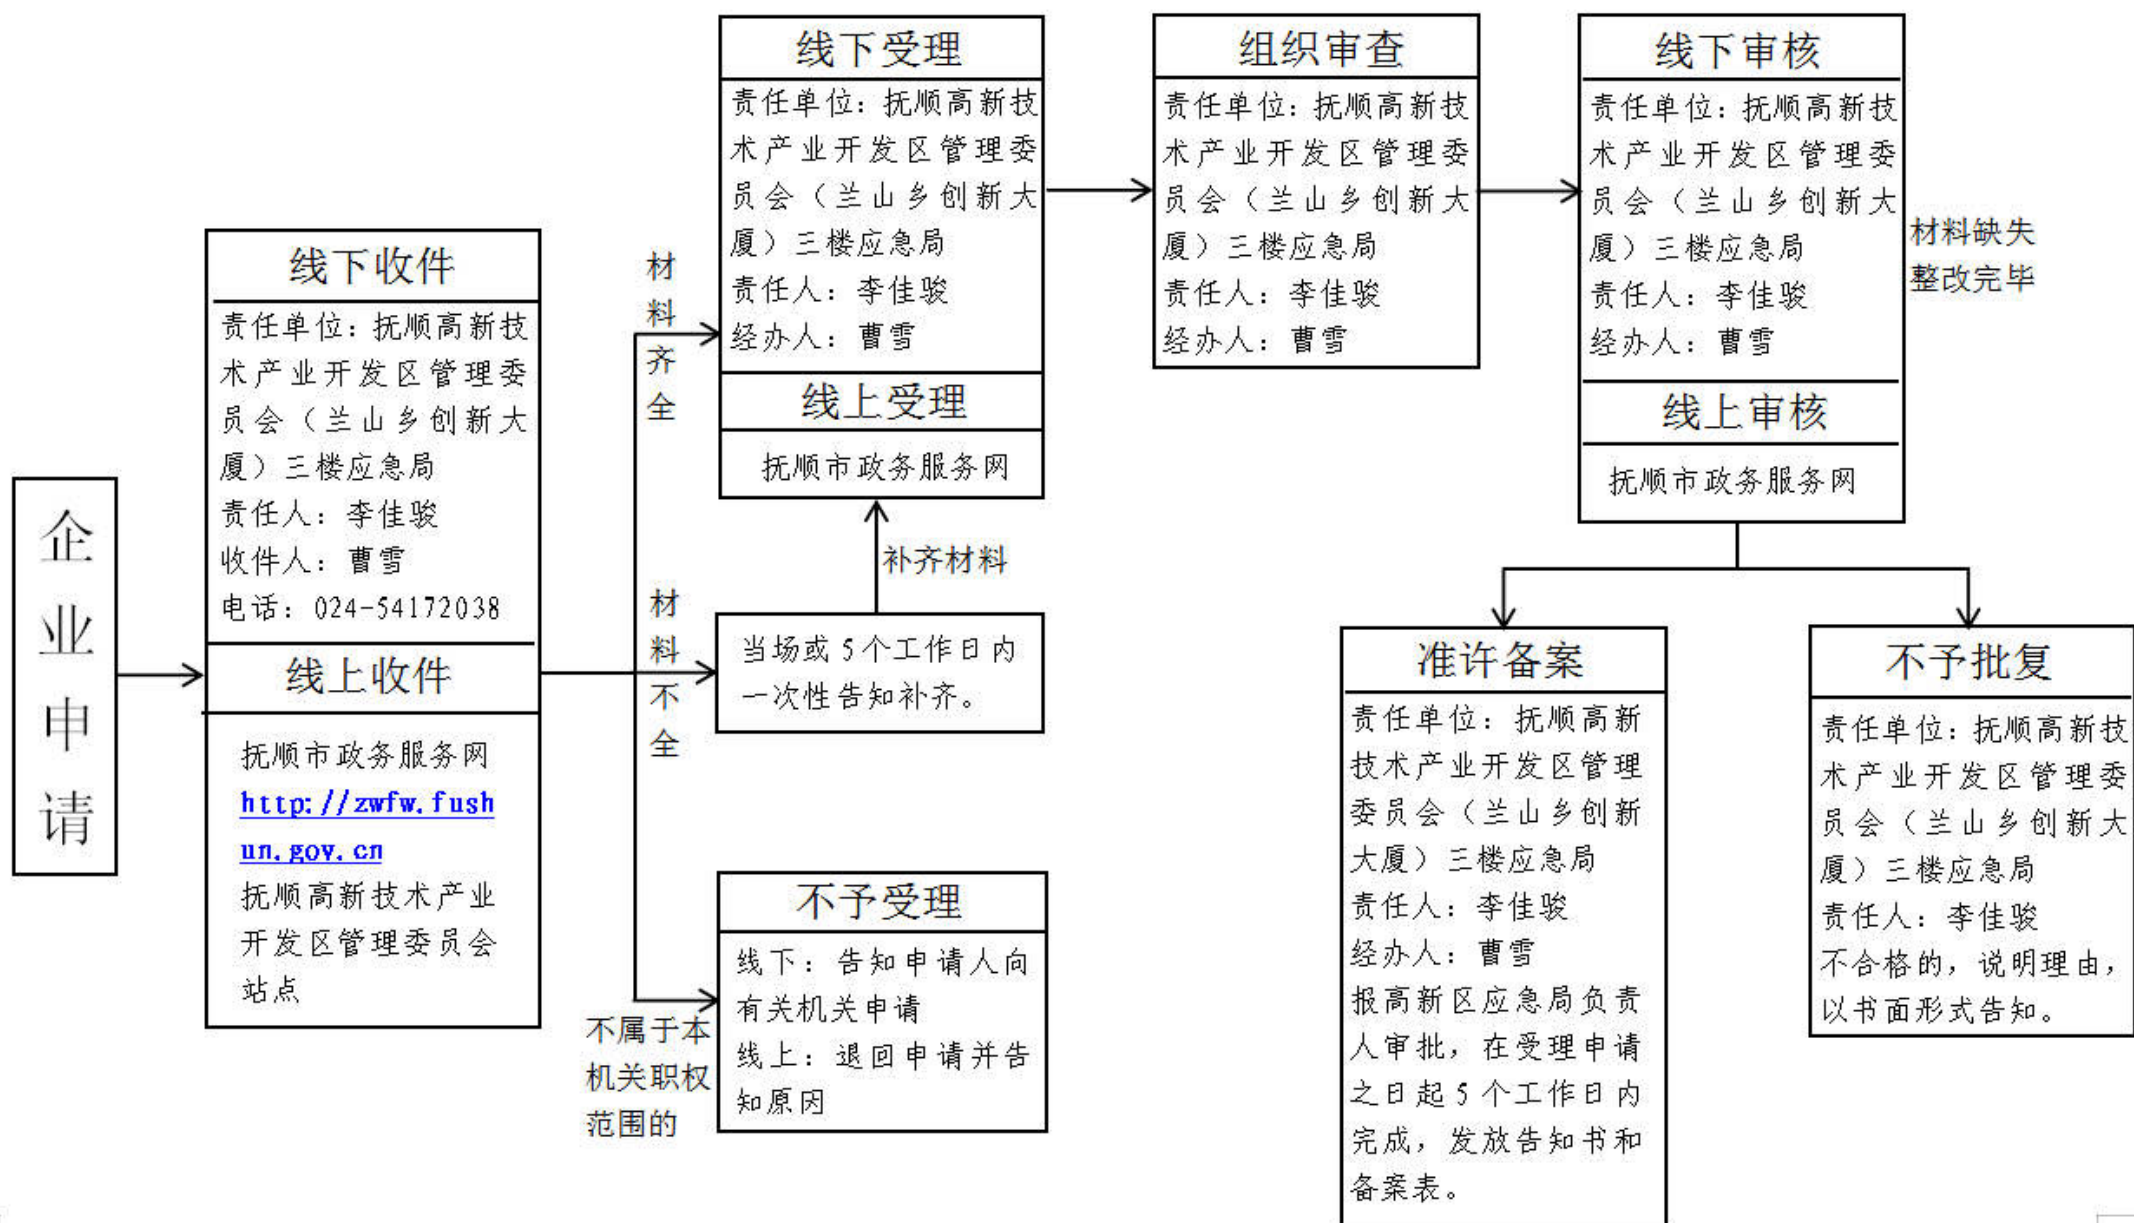 企
业
申
请
线下收件
责任单位：抚顺高新技
术产业开发区管理委
员会（兰山乡创新大
厦）三楼应急局
责任人：李佳骏
收件人：曹雪
电话：024-54172038
线上收件
抚顺市政务服务网
http://zwfw.fush
un.gov.cn
抚顺高新技术产业
开发区管理委员会
站点
材
料
齐
全
材
料
不
全
不属于本
机关职权
范围的
线下受理
责任单位：抚顺高新技
术产业开发区管理委
员会（兰山乡创新大
厦）三楼应急局
责任人：李佳骏
经办人：曹雪
线上受理
抚顺市政务服务网
补齐材料
当场或5个工作日内
一次性告知补齐。
不予受理
线下：告知申请人向
有关机关申请
线上：退回申请并告
知原因
组织审查
责任单位：抚顺高新技
术产业开发区管理委
员会（兰山乡创新大
厦）三楼应急局
责任人：李佳骏
经办人：曹雪
线下审核
责任单位：抚顺高新技
术产业开发区管理委
员会（兰山乡创新大
厦）三楼应急局
责任人：李佳骏
经办人：曹雪
线上审核
抚顺市政务服务网
材料缺失
整改完毕
准许备案
责任单位：抚顺高新
技术产业开发区管理
委员会（兰山乡创新
大厦）三楼应急局
责任人：李佳骏
经办人：曹雪
报高新区应急局负责
人审批，在受理申请
之日起5个工作日内
完成，发放告知书和
备案表。
不予批复
责任单位：抚顺高新技
术产业开发区管理委
员会（兰山乡创新大
厦）三楼应急局
责任人：李佳骏
不合格的，说明理由，
以书面形式告知。